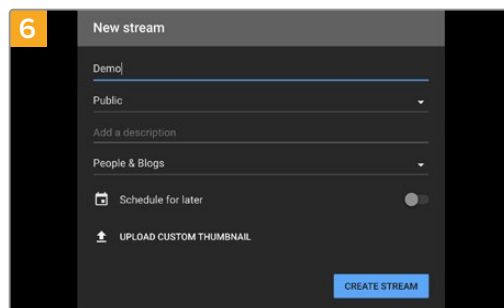 6
New stream
Demo
Public
Add a description
People & Blogs
Schedule for later
UPLOAD CUSTOM THUMBNAIL
CREATE STREAM